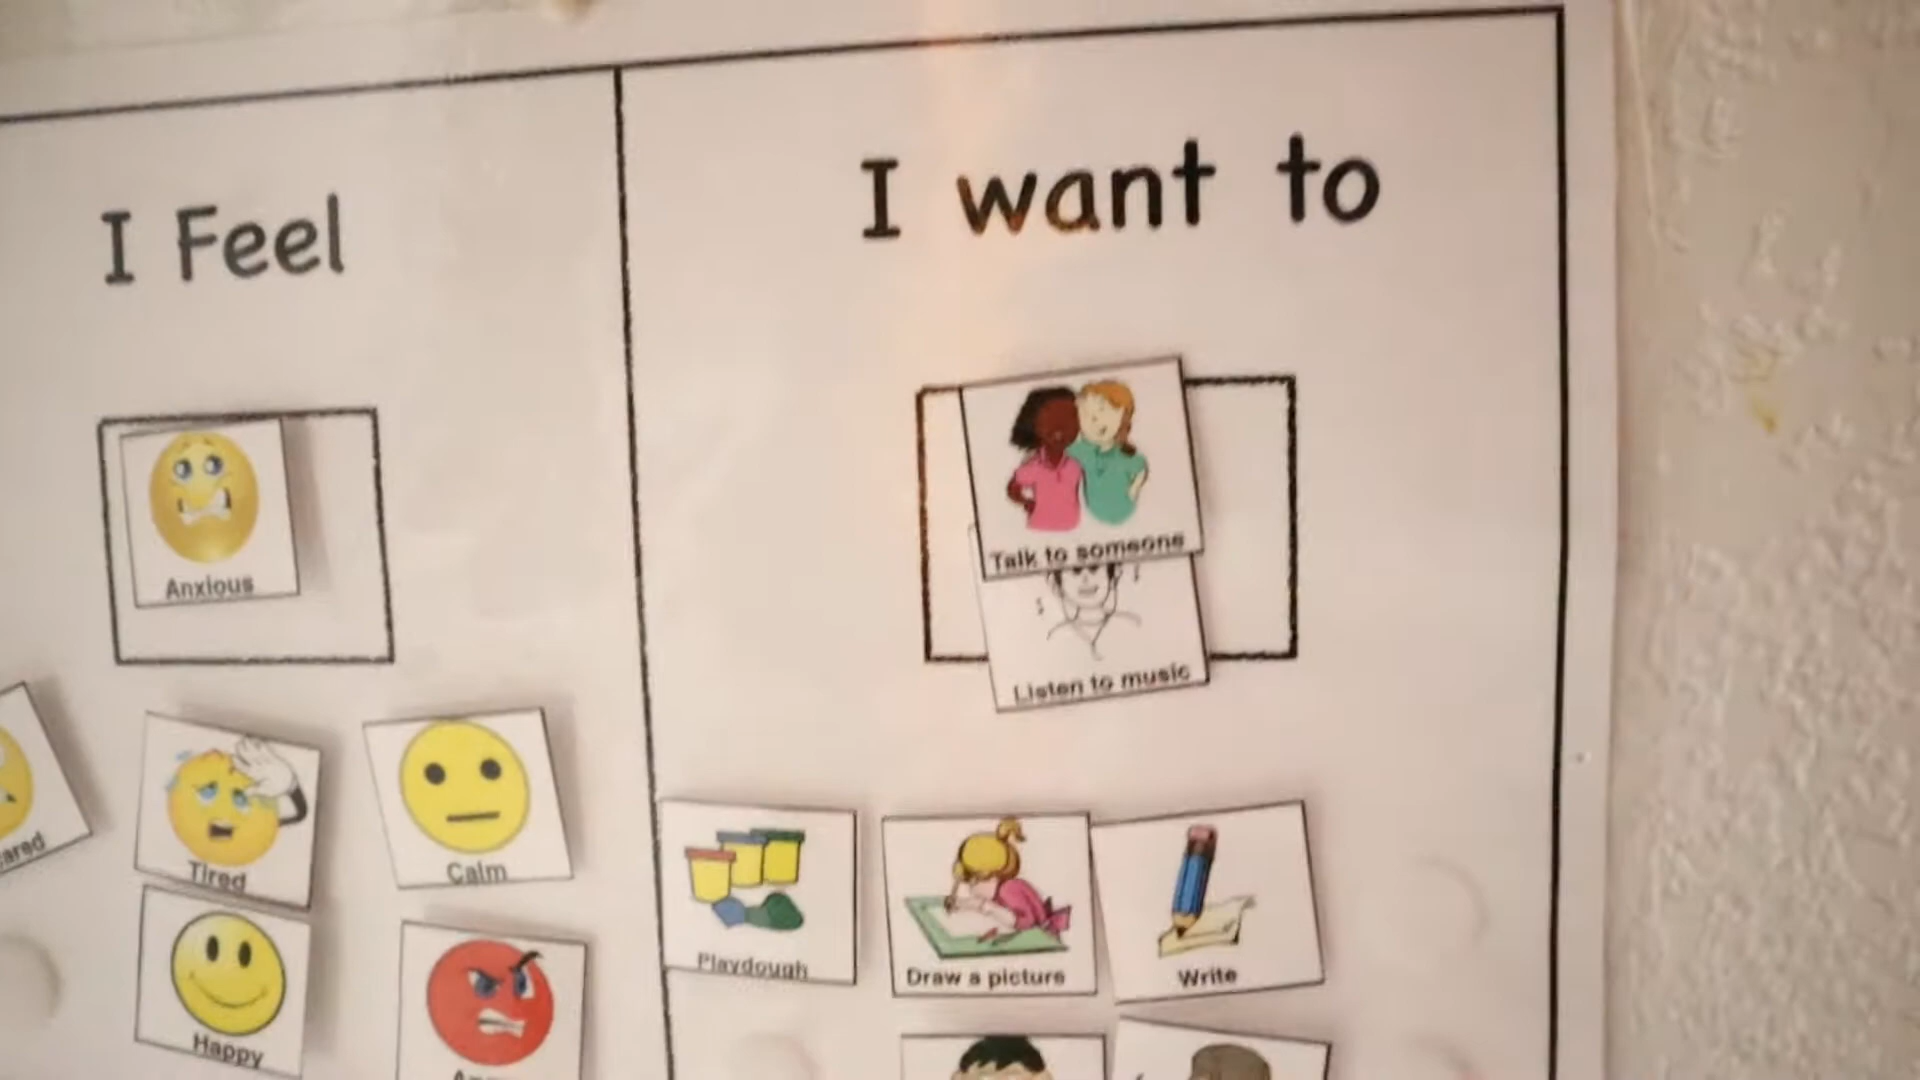 I Feel
I want to
Anxious
Talk to someone
Listen to music
Tired
Calm
Happy
Playdough
Draw a picture
Write